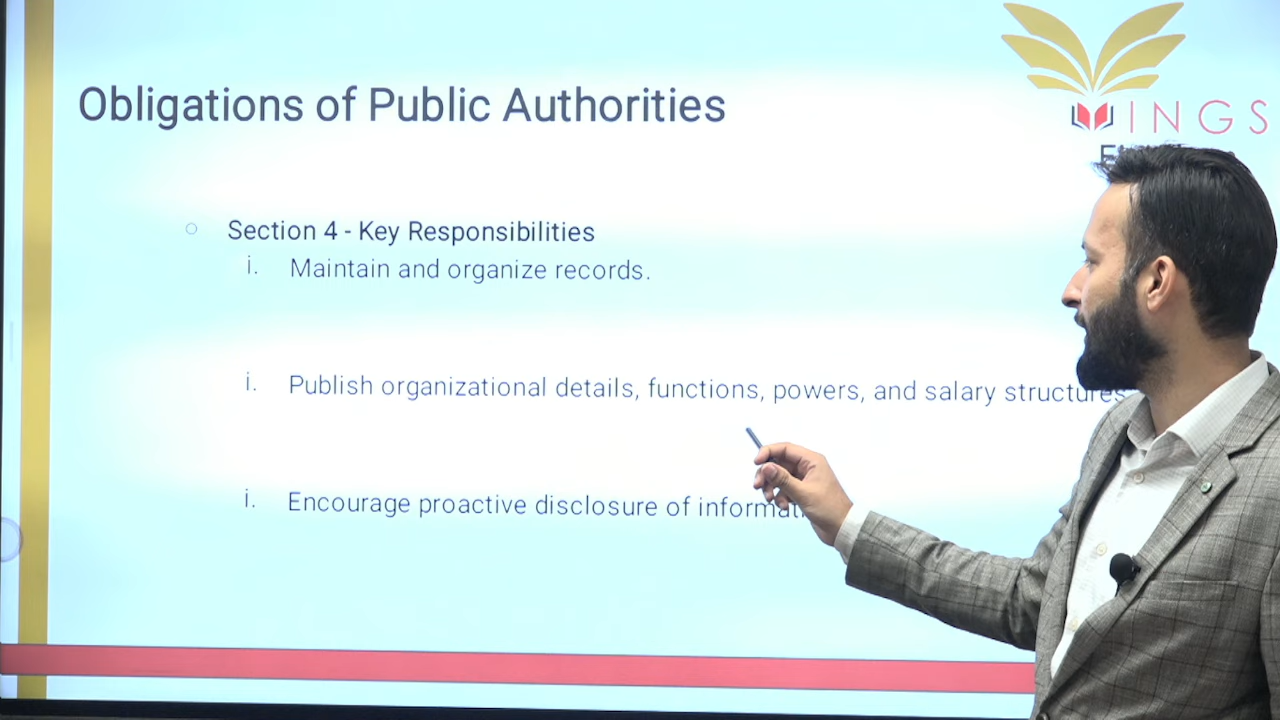 Obligations of Public Authorities
WINGS
○ Section 4 - Key Responsibilities
i. Maintain and organize records.
i. Publish organizational details, functions, powers, and salary structures
i. Encourage proactive disclosure of